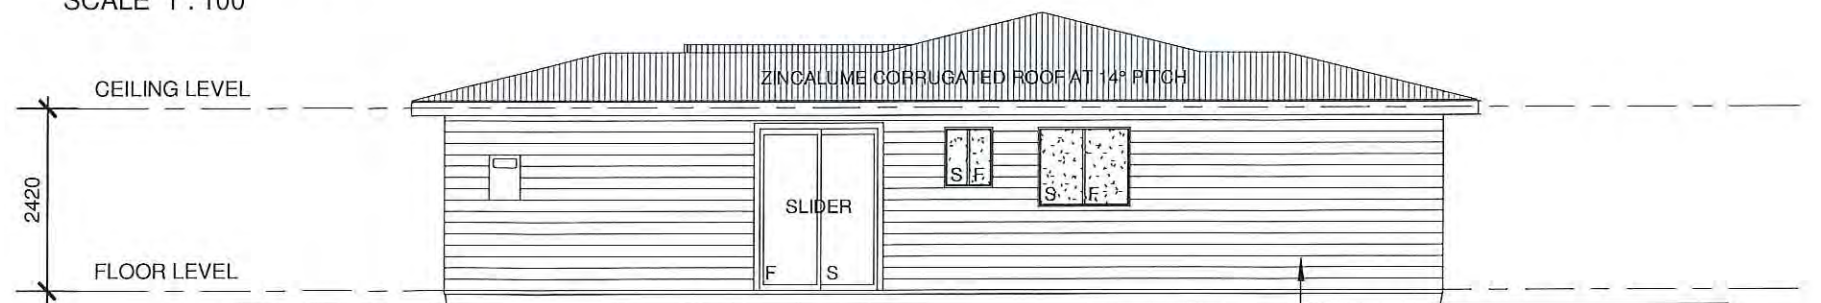 SCALE 1 : 100
CEILING LEVEL
ZINCALUME CORRUGATED ROOF AT 14° PITCH
2420
S F
S F
SLIDER
FLOOR LEVEL
F S